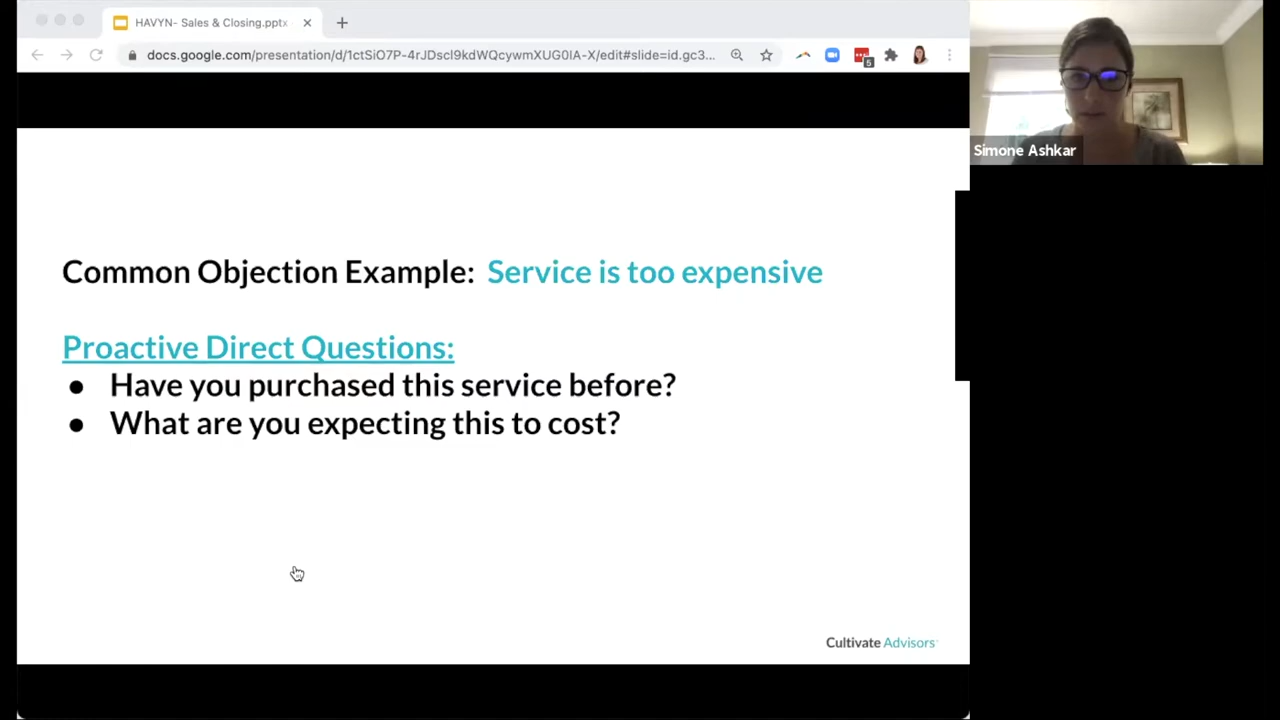 HAVYN- Sales & Closing.pptx
docs.google.com/presentation/d/1ctSiO7P-4rJDscI9kdWQcywmXUG0IA-X/edit#slide=id.gc3...
5
Simone Ashkar
Common Objection Example: Service is too expensive
Proactive Direct Questions:
● Have you purchased this service before?
● What are you expecting this to cost?
Cultivate Advisors